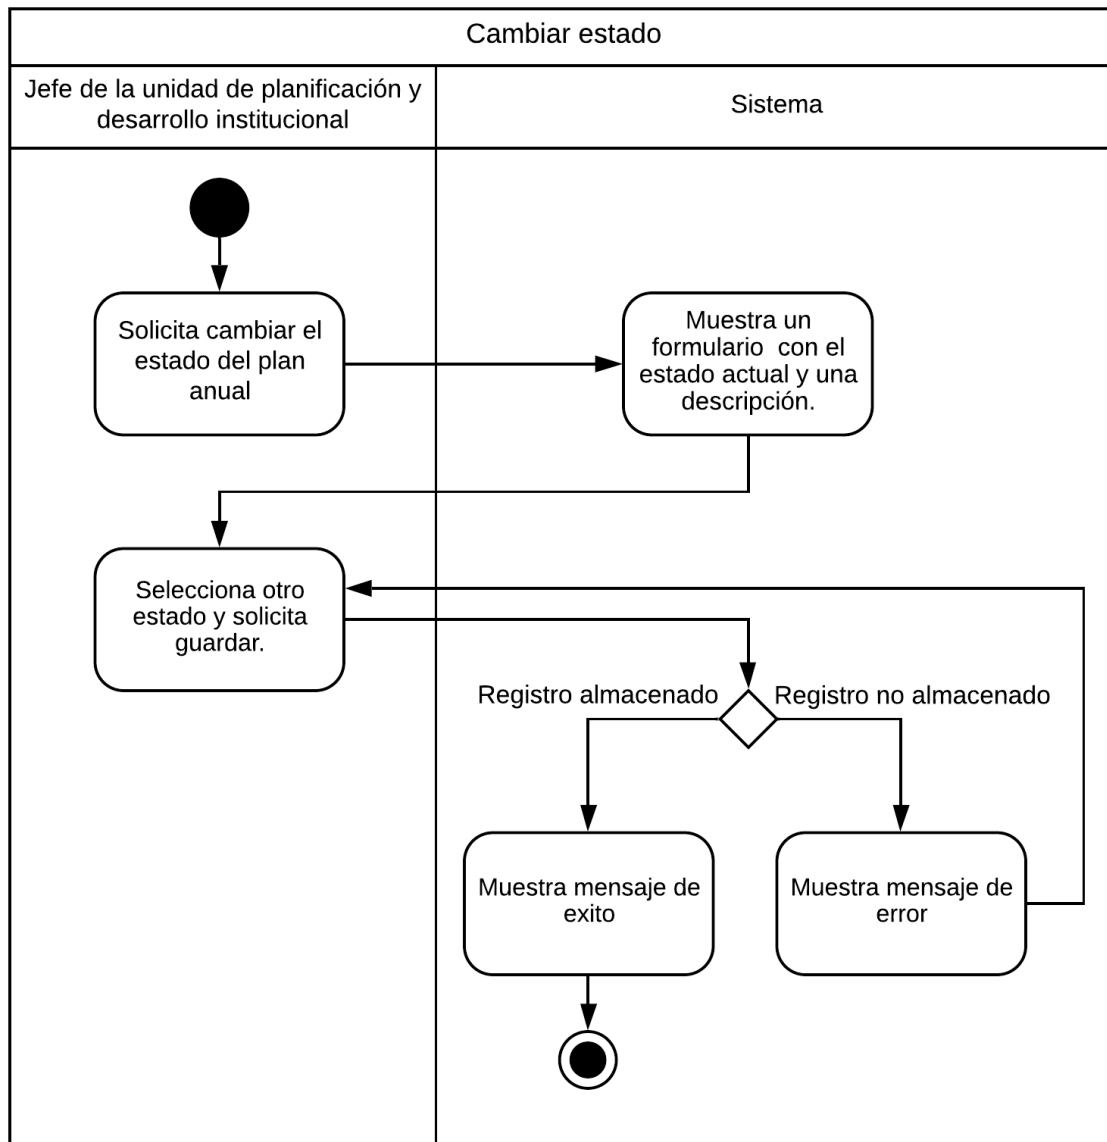 Cambiar estado
Jefe de la unidad de planificación y
desarrollo institucional
Sistema
Solicita cambiar el
estado del plan
anual
Muestra un
formulario con el
estado actual y una
descripción.
Selecciona otro
estado y solicita
guardar.
Registro almacenado
Registro no almacenado
Muestra mensaje de
exito
Muestra mensaje de
error